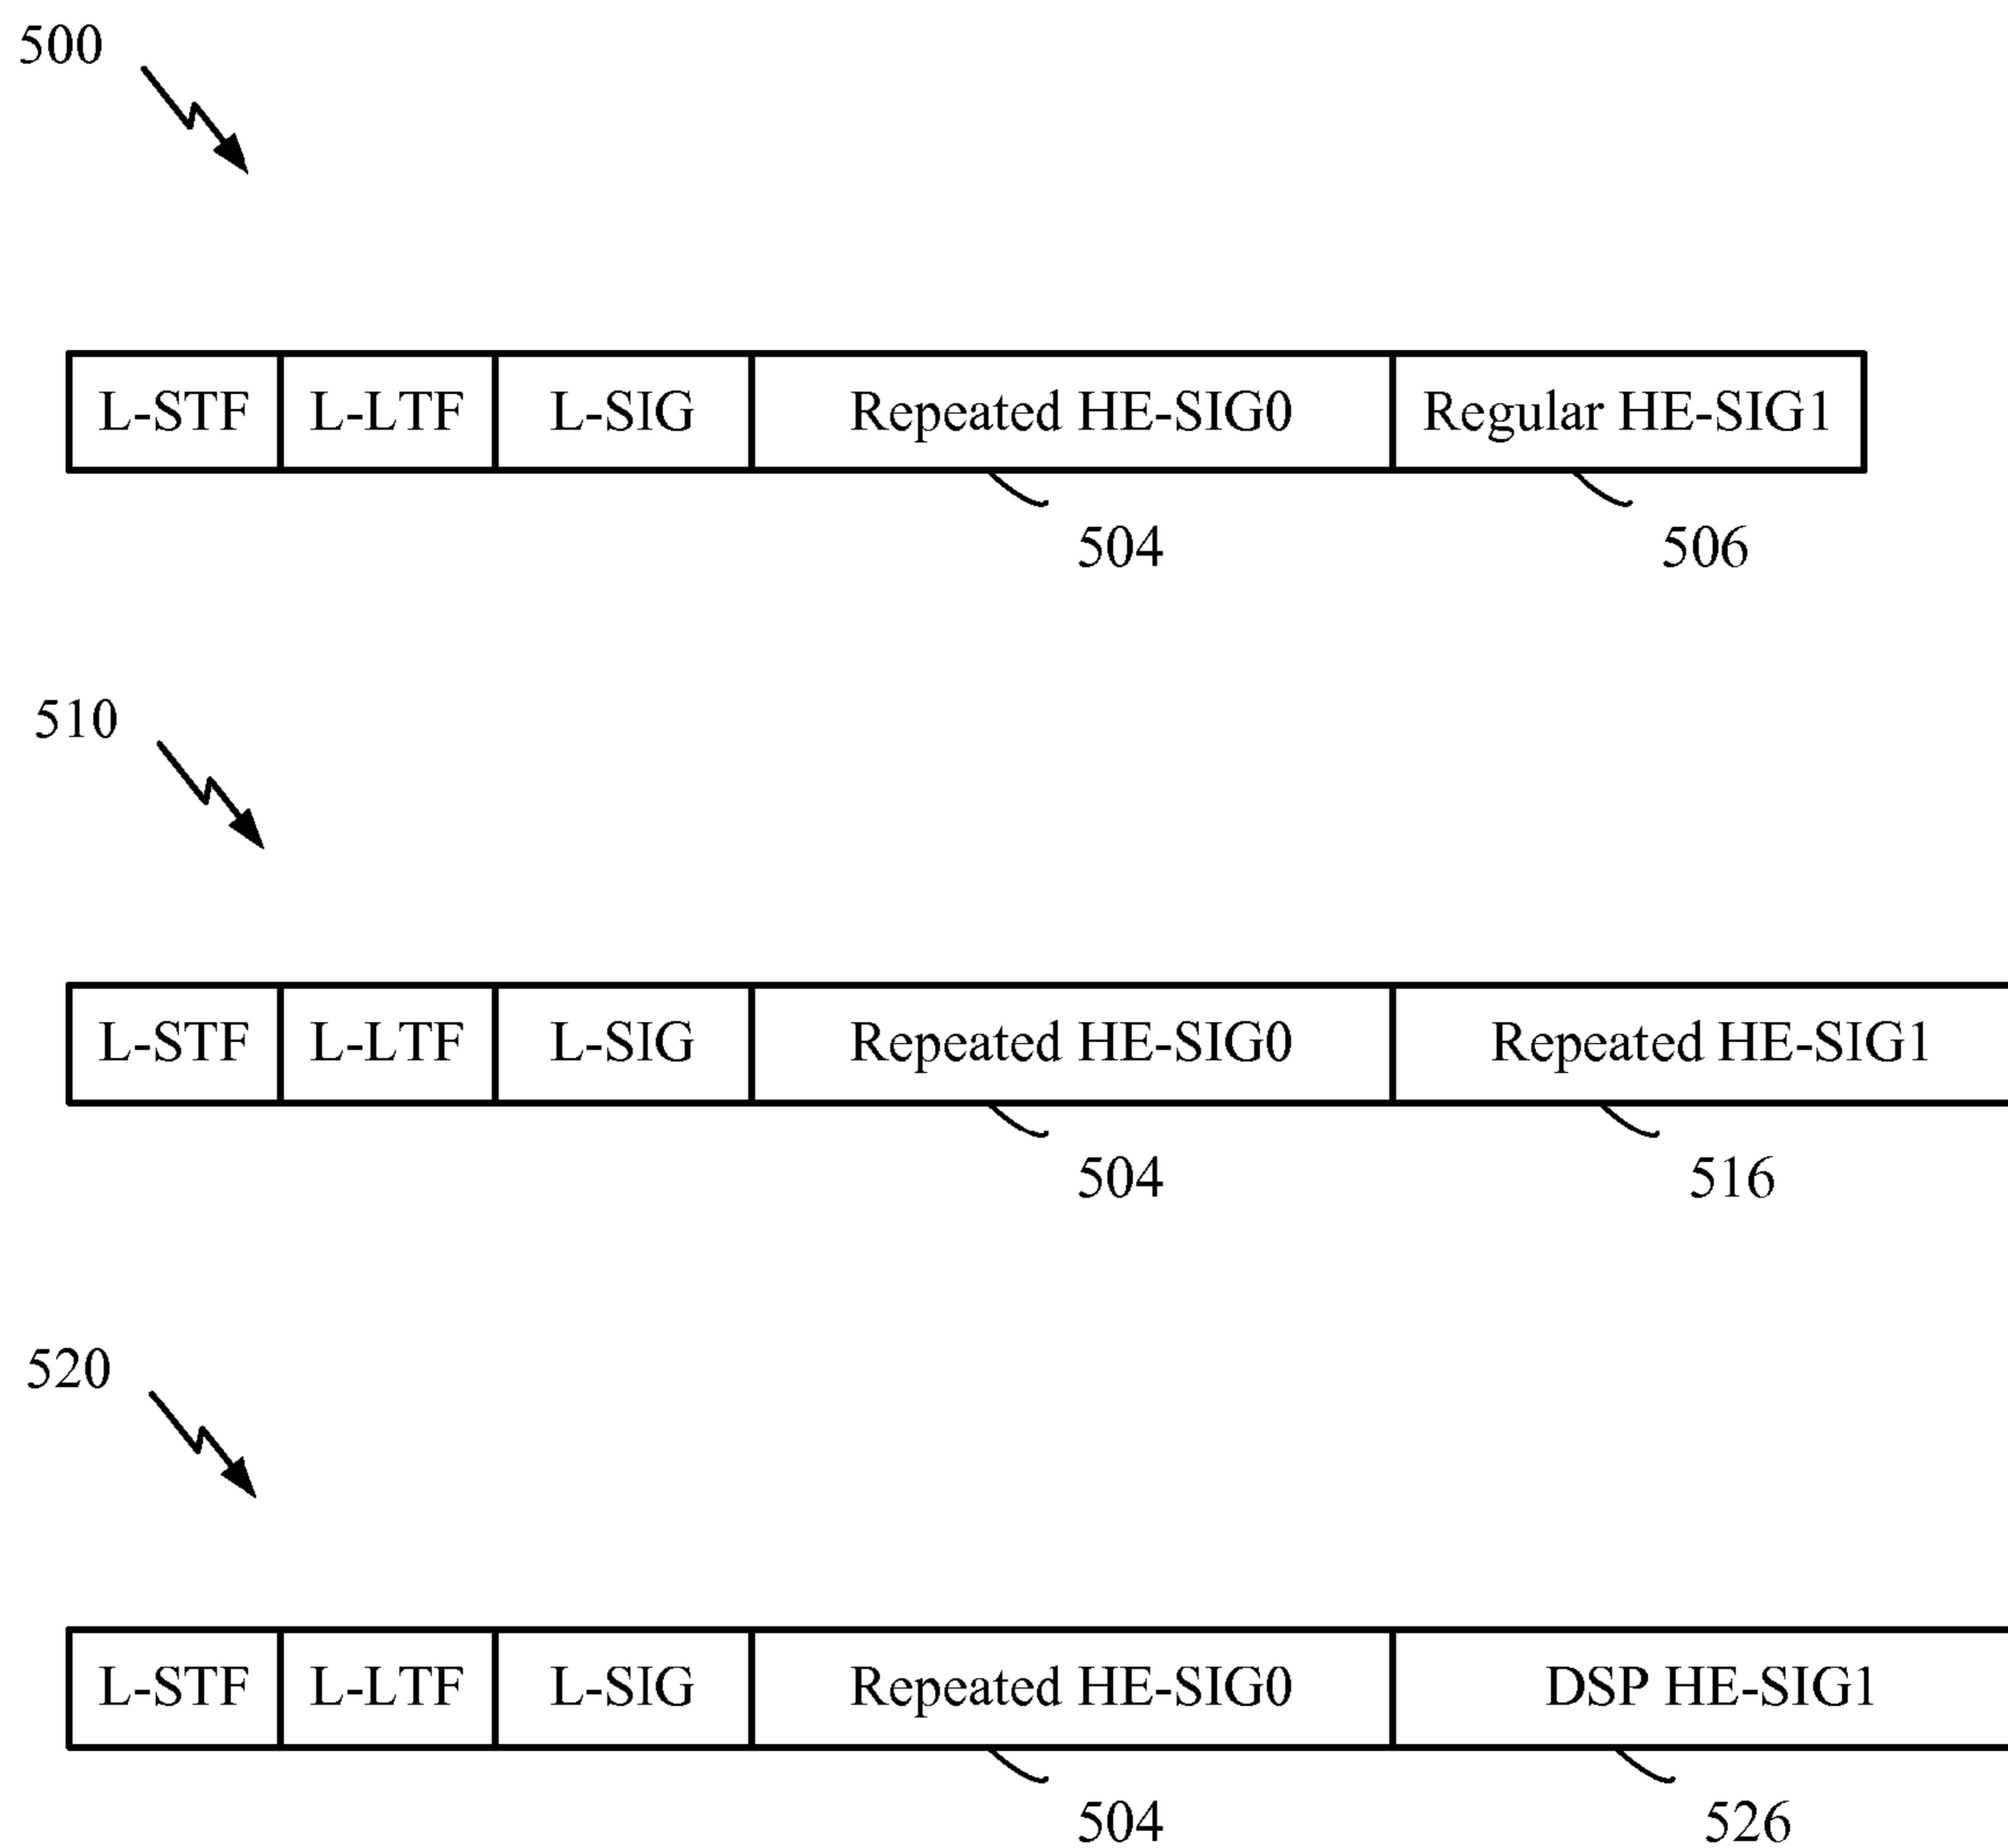 500
L-STF L-LTF L-SIG Repeated HE-SIG0 Regular HE-SIG1
504 506
510
L-STF L-LTF L-SIG Repeated HE-SIG0 Repeated HE-SIG1
504 516
520
L-STF L-LTF L-SIG Repeated HE-SIG0 DSP HE-SIG1
504 526